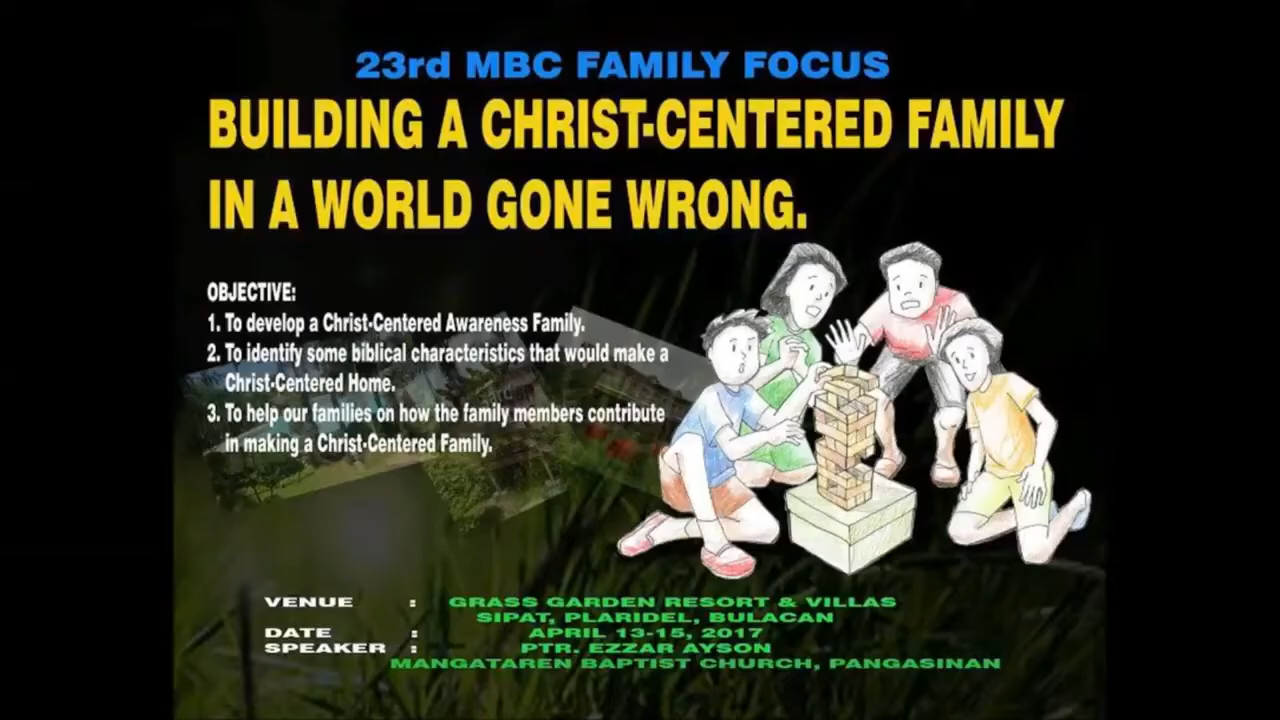 23rd MBC FAMILY FOCUS
BUILDING A CHRIST-CENTERED FAMILY
IN A WORLD GONE WRONG.
OBJECTIVE:
1. To develop a Christ-Centered Awareness Family.
2. To identify some biblical characteristics that would make a
Christ-Centered Home.
3. To help our families on how the family members contribute
in making a Christ-Centered Family.
VENUE : GRASS GARDEN RESORT & VILLAS
SIPAT, PLARIDEL, BULACAN
DATE : APRIL 13-15, 2017
SPEAKER : PTR. EZZAR AYSON
MANGATAREN BAPTIST CHURCH, PANGASINAN